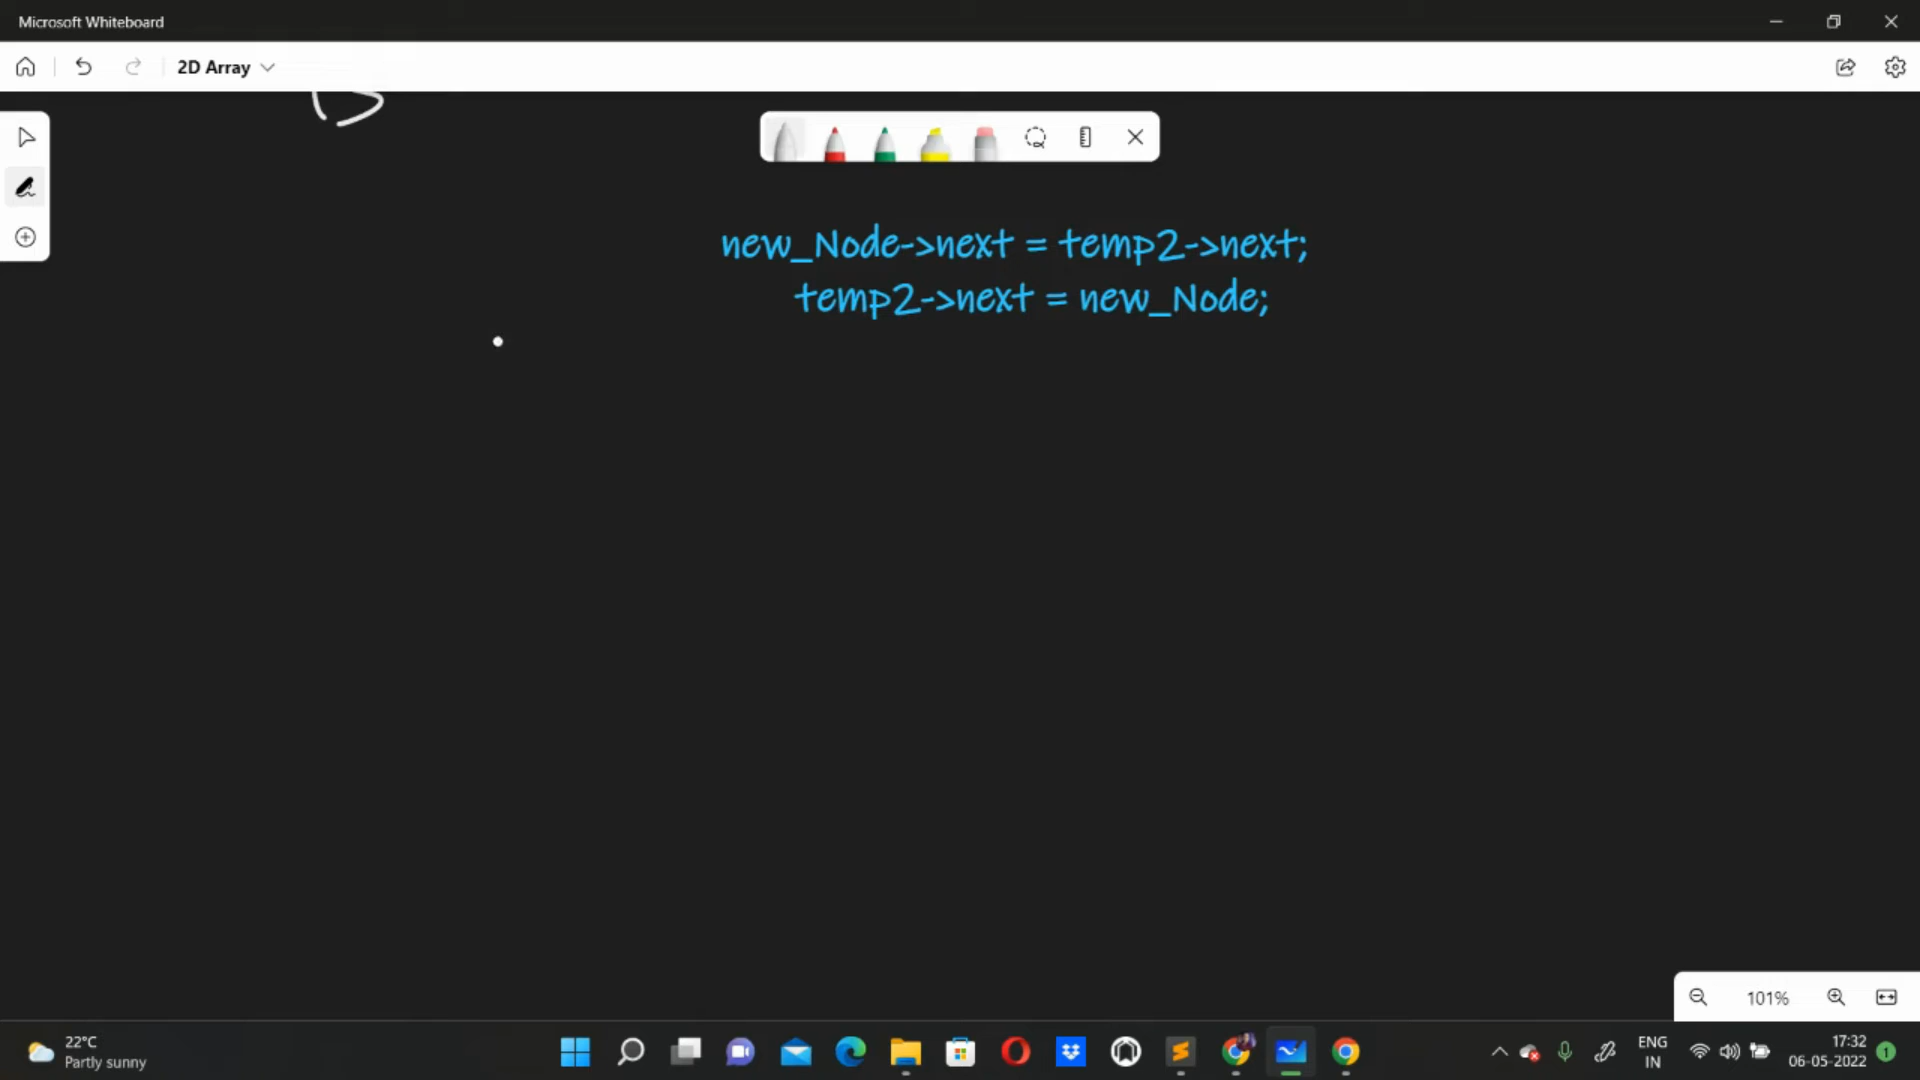 Microsoft Whiteboard
2D Array
new_Node->next = temp2->next;
temp2->next = new_Node;
101%
22°C
Partly sunny
ENG
IN
17:32
06-05-2022
1